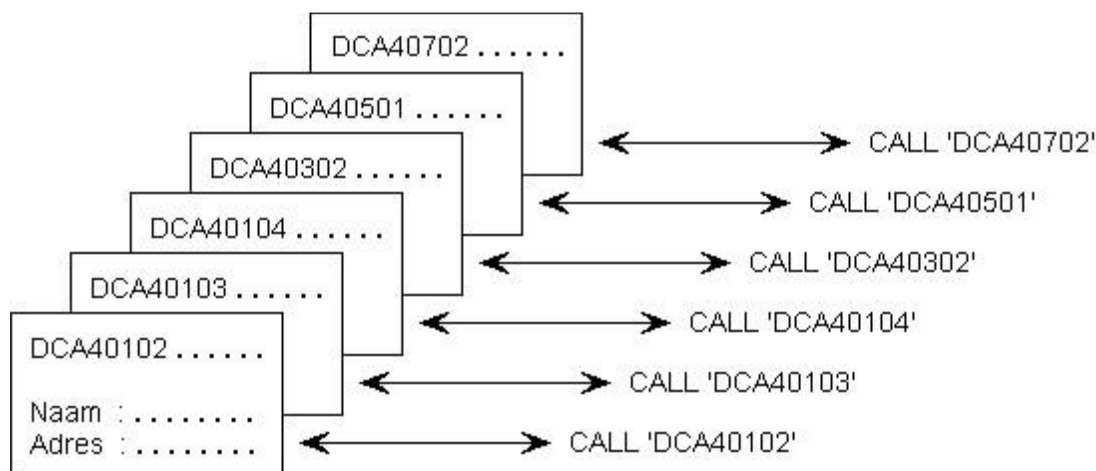 DCA40702 . . . . . .
DCA40501 . . . . . .
CALL 'DCA40702'
DCA40302 . . . . . .
CALL 'DCA40501'
DCA40104 . . . . . .
CALL 'DCA40302'
DCA40103 . . . . . .
CALL 'DCA40104'
DCA40102 . . . . . .
CALL 'DCA40103'
Naam : . . . . . . . .
Adres : . . . . . . . .
CALL 'DCA40102'